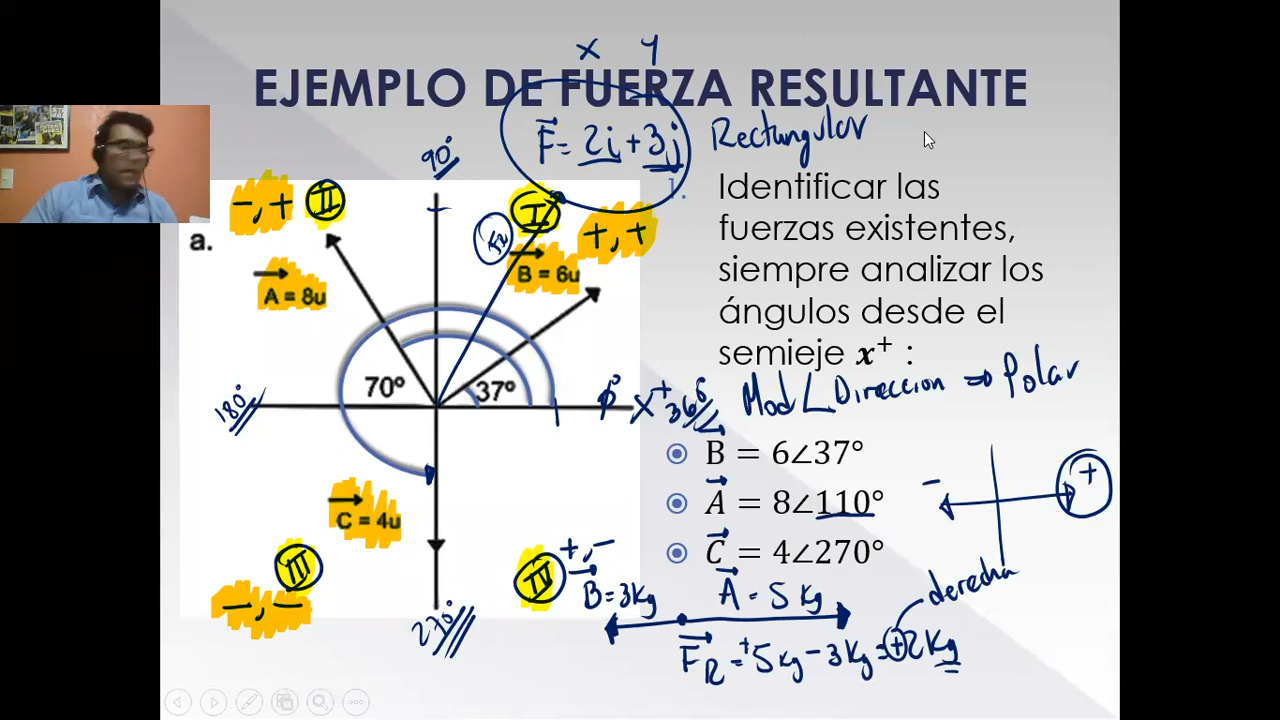 X Y
EJEMPLO DE FUERZA RESULTANTE
F = 2i + 3j Rectangular
90°
1.
Identificar las
fuerzas existentes,
siempre analizar los
ángulos desde el
semieje x⁺ :
-,+ II
I
+,+
a.
A = 8u
B = 6u
70°
37°
180°
0° X⁺ 360°
Mod ∠ Direccion ⇒ Polar
B = 6∠37°
A = 8∠110°
C = 4∠270°
- +
C = 4u
III
-,-
IV +,-
270°
B = 3kg
A = 5kg
derecha
F_R = +5kg - 3kg = +2kg